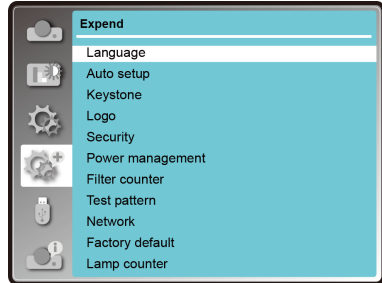 Expend
Language
Auto setup
Keystone
Logo
Security
Power management
Filter counter
Test pattern
Network
Factory default
Lamp counter